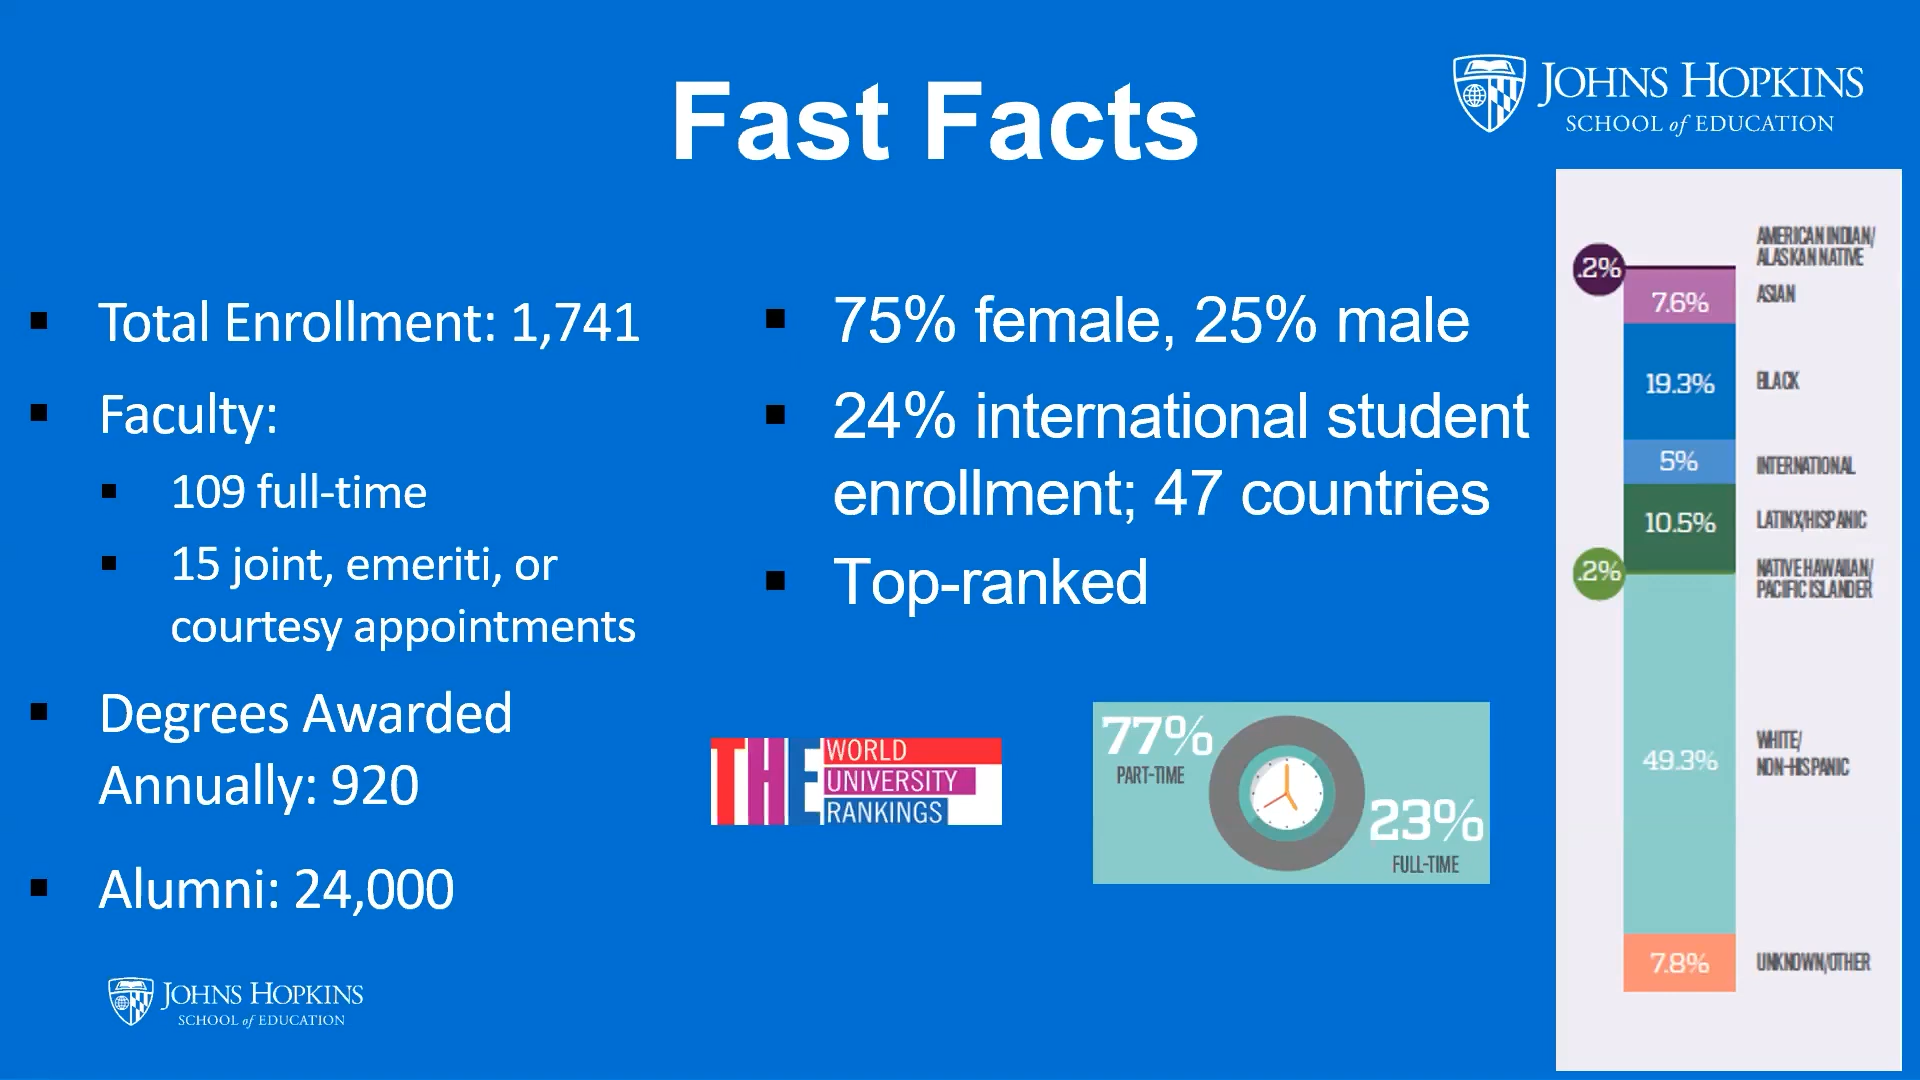 Fast Facts
JOHNS HOPKINS
SCHOOL of EDUCATION
Total Enrollment: 1,741
Faculty:
109 full-time
15 joint, emeriti, or
courtesy appointments
Degrees Awarded
Annually: 920
Alumni: 24,000
75% female, 25% male
24% international student
enrollment; 47 countries
Top-ranked
THE WORLD
UNIVERSITY
RANKINGS
77%
PART-TIME
23%
FULL-TIME
.2% AMERICAN INDIAN/
ALASKAN NATIVE
7.6% ASIAN
19.3% BLACK
5% INTERNATIONAL
10.5% LATINX/HISPANIC
.2% NATIVE HAWAIIAN/
PACIFIC ISLANDER
49.3% WHITE/
NON-HISPANIC
7.8% UNKNOWN/OTHER
JOHNS HOPKINS
SCHOOL of EDUCATION